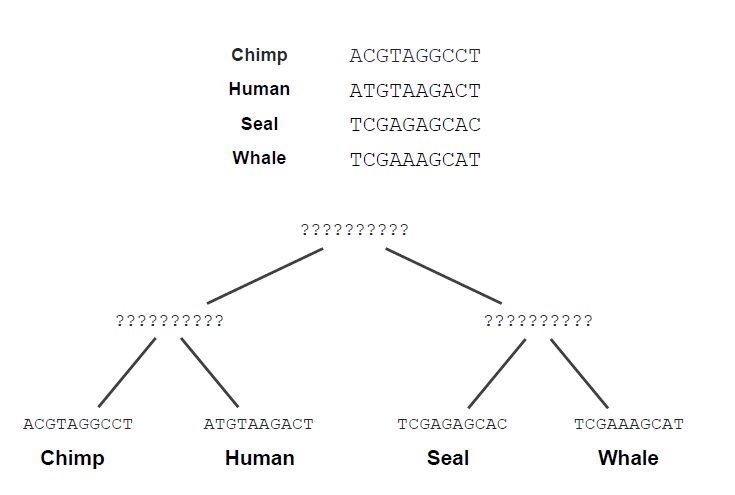 Chimp ACGTAGGCCT
Human ATGTAAGACT
Seal TCGAGAGCAC
Whale TCGAAAGCAT
??????????
?????????? ??????????
ACGTAGGCCT ATGTAAGACT TCGAGAGCAC TCGAAAGCAT
Chimp Human Seal Whale